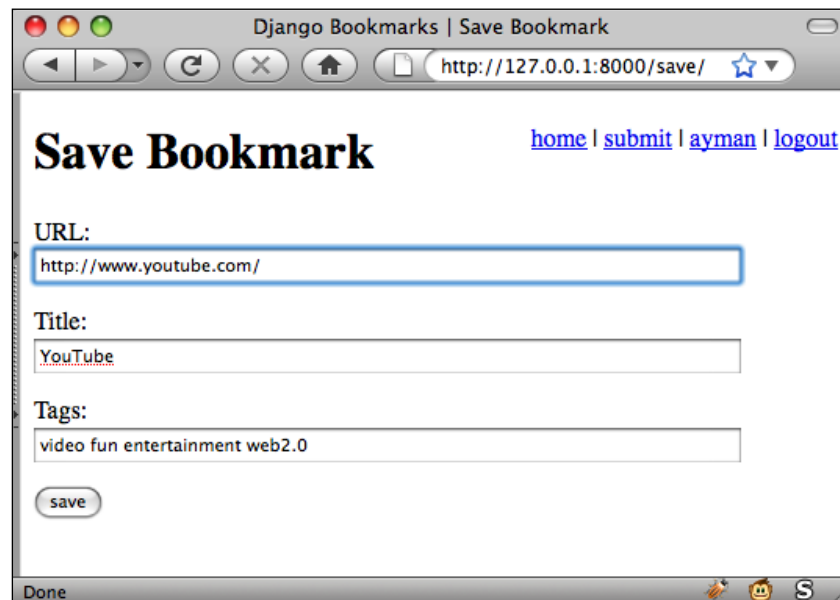 Django Bookmarks | Save Bookmark
http://127.0.0.1:8000/save/
Save Bookmark
home | submit | ayman | logout
URL:
http://www.youtube.com/
Title:
YouTube
Tags:
video fun entertainment web2.0
save
Done
S